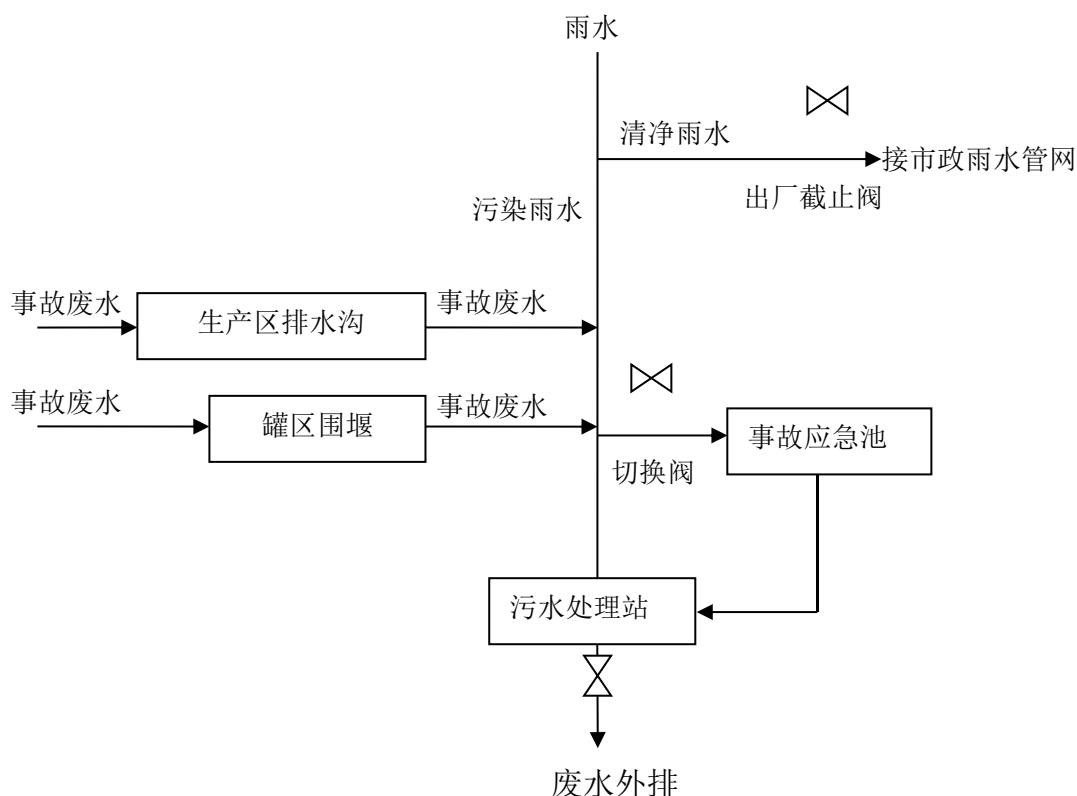 雨水
清净雨水
接市政雨水管网
出厂截止阀
污染雨水
事故废水
生产区排水沟
事故废水
事故废水
罐区围堰
事故废水
切换阀
事故应急池
污水处理站
废水外排